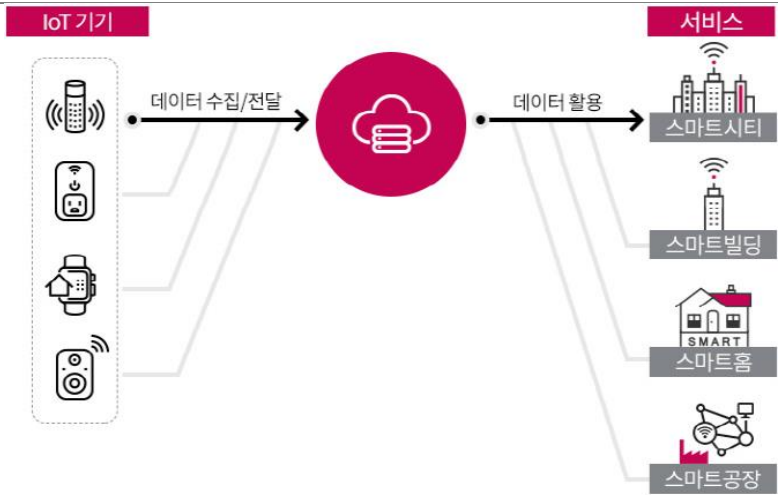 IoT 기기
서비스
데이터 수집/전달
데이터 활용
스마트시티
스마트빌딩
SMART
스마트홈
스마트공장